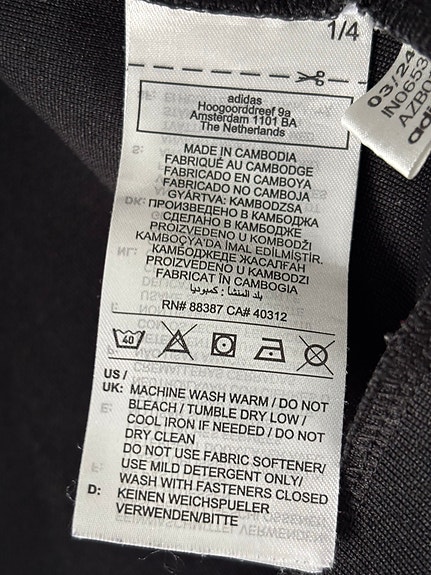 1/4
adidas
Hoogoorddreef 9a
Amsterdam 1101 BA
The Netherlands
MADE IN CAMBODIA
FABRIQUÉ AU CAMBODGE
FABRICADO EN CAMBOYA
FABRICADO NO CAMBOJA
GYÁRTVA: KAMBODZSA
ПРОИЗВЕДЕНО В КАМБОДЖА
СДЕЛАНО В КАМБОДЖЕ
PROIZVEDENO U KOMBODŽI
KAMBOÇYA'DA İMAL EDİLMİŞTİR.
КАМБОДЖЕДЕ ЖАСАЛҒАН
PROIZVEDENO U KAMBODZI
FABRICAT ÎN CAMBOGIA
بلد المنشأ : كمبوديا
RN# 88387 CA# 40312
40
US /
UK: MACHINE WASH WARM / DO NOT
BLEACH / TUMBLE DRY LOW /
COOL IRON IF NEEDED / DO NOT
DRY CLEAN
DO NOT USE FABRIC SOFTENER/
USE MILD DETERGENT ONLY/
WASH WITH FASTENERS CLOSED
D: KEINEN WEICHSPUELER
VERWENDEN/BITTE
03/24
IN0653
AZB0
adi